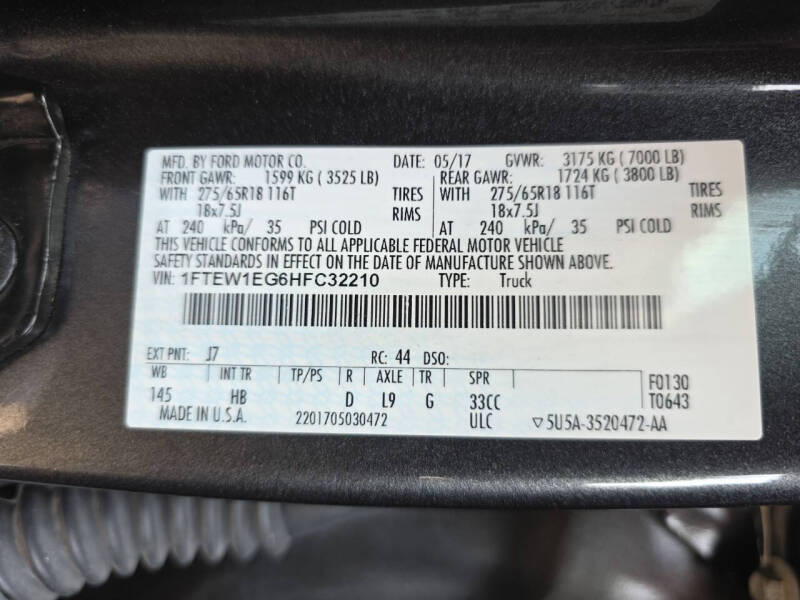 MFD. BY FORD MOTOR CO. DATE: 05/17 GVWR: 3175 KG ( 7000 LB)
FRONT GAWR: 1599 KG ( 3525 LB) REAR GAWR: 1724 KG ( 3800 LB)
WITH 275/65R18 116T TIRES WITH 275/65R18 116T TIRES
18x7.5J RIMS 18x7.5J RIMS
AT 240 kPa/ 35 PSI COLD AT 240 kPa/ 35 PSI COLD
THIS VEHICLE CONFORMS TO ALL APPLICABLE FEDERAL MOTOR VEHICLE
SAFETY STANDARDS IN EFFECT ON THE DATE OF MANUFACTURE SHOWN ABOVE.
VIN: 1FTEW1EG6HFC32210 TYPE: Truck
EXT PNT: J7 RC: 44 DSO:
WB INT TR TP/PS R AXLE TR SPR F0130
145 HB D L9 G 33CC T0643
MADE IN U.S.A. 2201705030472 ULC ▽5U5A-3520472-AA